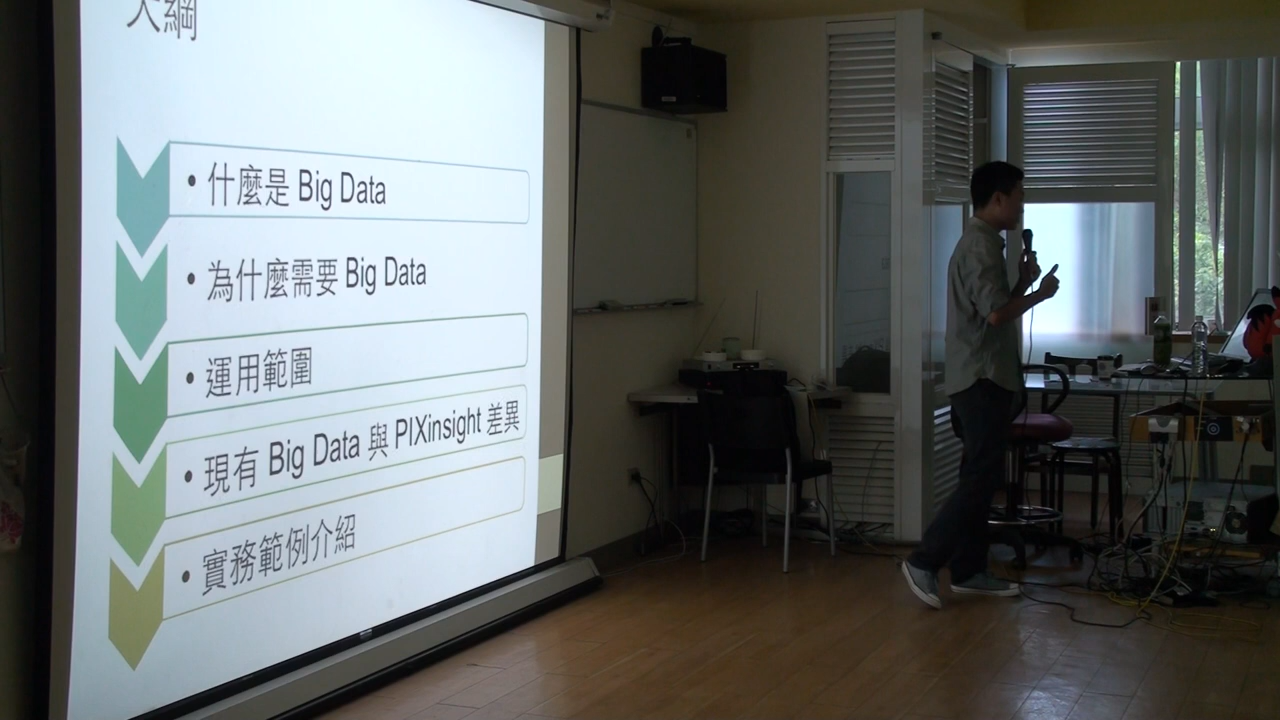 大綱
• 什麼是 Big Data
• 為什麼需要 Big Data
• 運用範圍
• 現有 Big Data 與 PIXinsight 差異
• 實務範例介紹